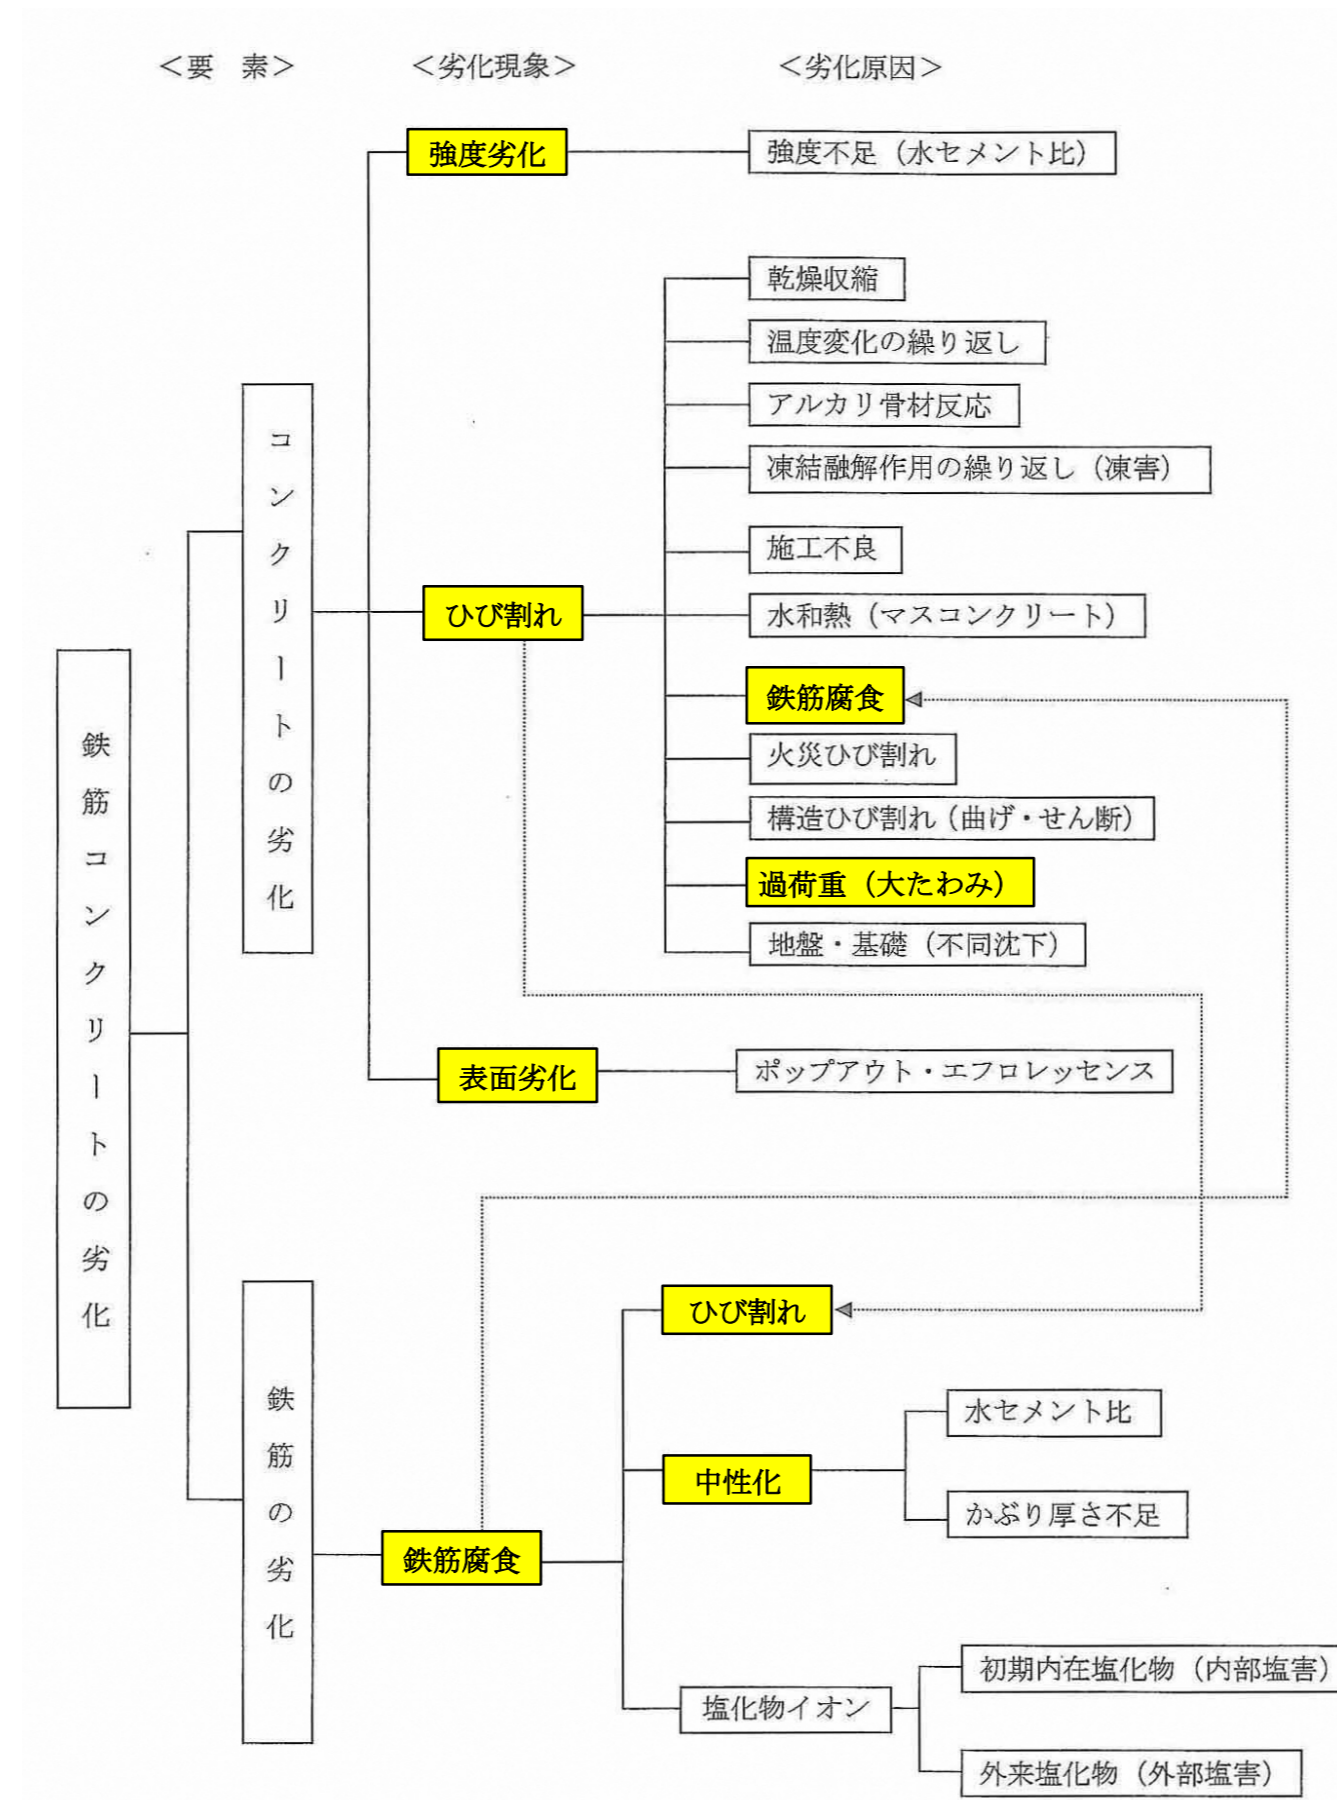 ＜要　素＞　＜劣化現象＞　＜劣化原因＞
鉄筋コンクリートの劣化
コンクリートの劣化
強度劣化
強度不足（水セメント比）
ひび割れ
乾燥収縮
温度変化の繰り返し
アルカリ骨材反応
凍結融解作用の繰り返し（凍害）
施工不良
水和熱（マスコンクリート）
鉄筋腐食
火災ひび割れ
構造ひび割れ（曲げ・せん断）
過荷重（大たわみ）
地盤・基礎（不同沈下）
表面劣化
ポップアウト・エフロレッセンス
鉄筋の劣化
鉄筋腐食
ひび割れ
中性化
水セメント比
かぶり厚さ不足
塩化物イオン
初期内在塩化物（内部塩害）
外来塩化物（外部塩害）